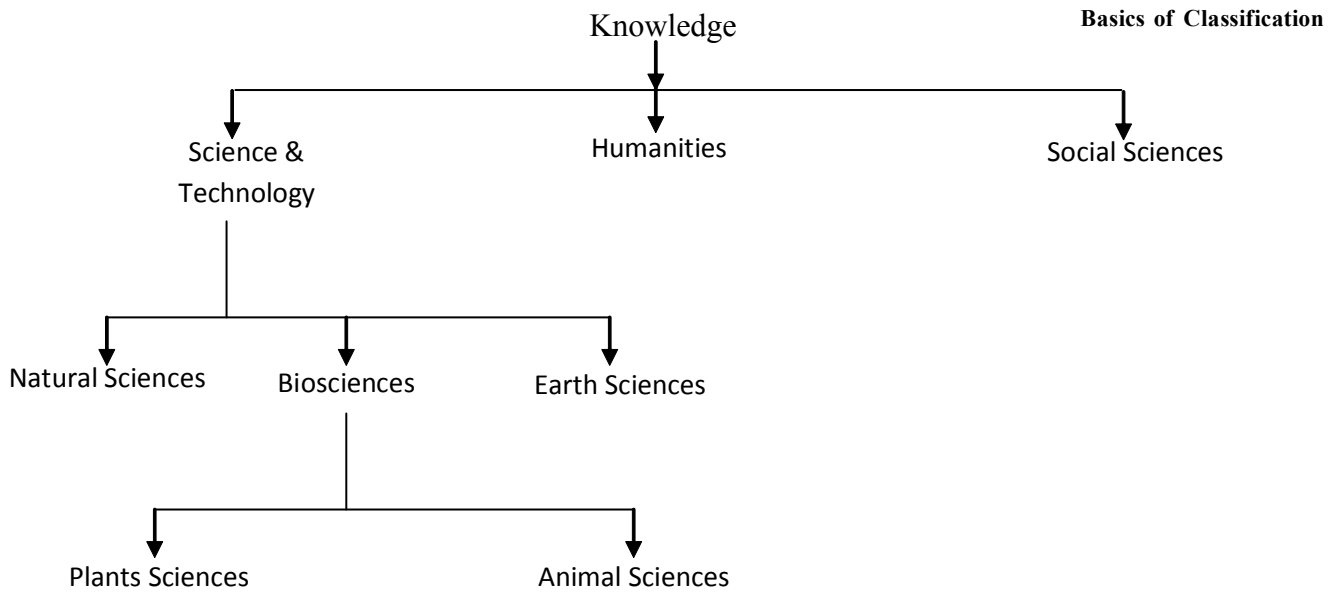 Basics of Classification
Knowledge
Science &
Technology
Humanities
Social Sciences
Natural Sciences
Biosciences
Earth Sciences
Plants Sciences
Animal Sciences